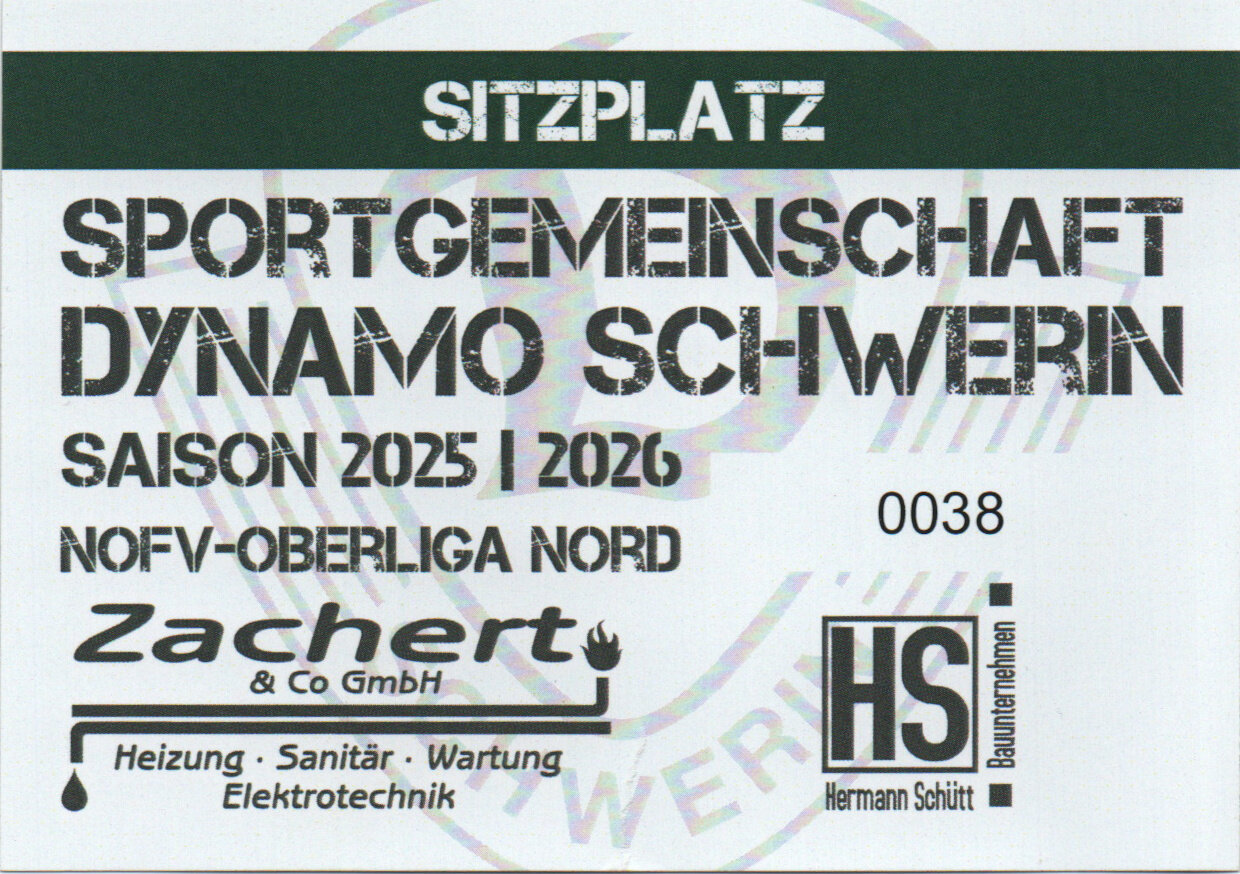 SITZPLATZ
SPORTGEMEINSCHAFT
DYNAMO SCHWERIN
SAISON 2025 | 2026
0038
NOFV-OBERLIGA NORD
Zachert
& Co GmbH
Heizung · Sanitär · Wartung
Elektrotechnik
HS
Bauunternehmen
Hermann Schütt
SCHWERIN